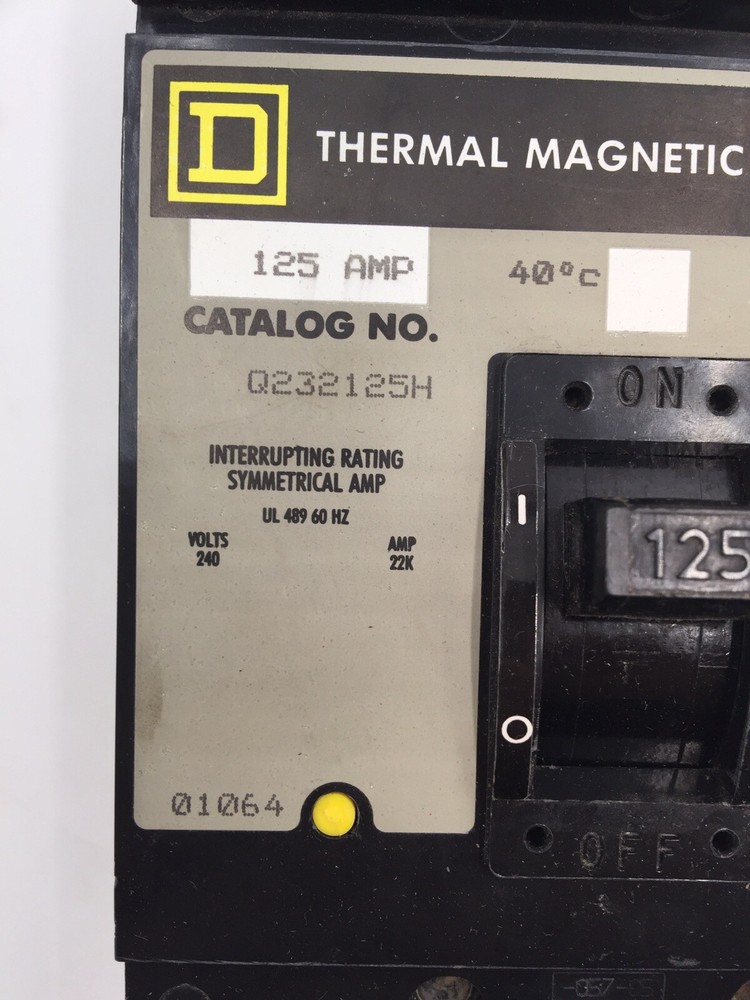 D
THERMAL MAGNETIC
125 AMP
40°c
CATALOG NO.
Q232125H
ON
INTERRUPTING RATING
SYMMETRICAL AMP
UL 489 60 HZ
VOLTS AMP
240 22K
I
125
O
01064
OFF